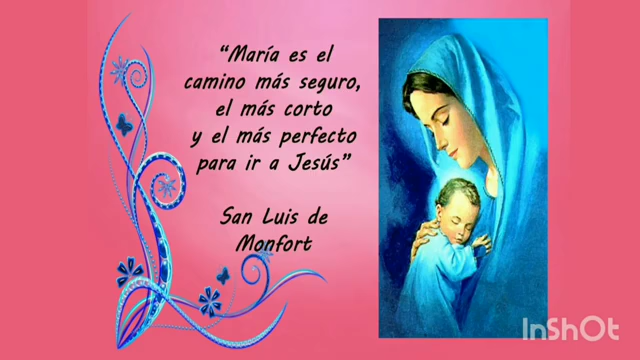 “María es el
camino más seguro,
el más corto
y el más perfecto
para ir a Jesús”
San Luis de
Monfort
InShOt